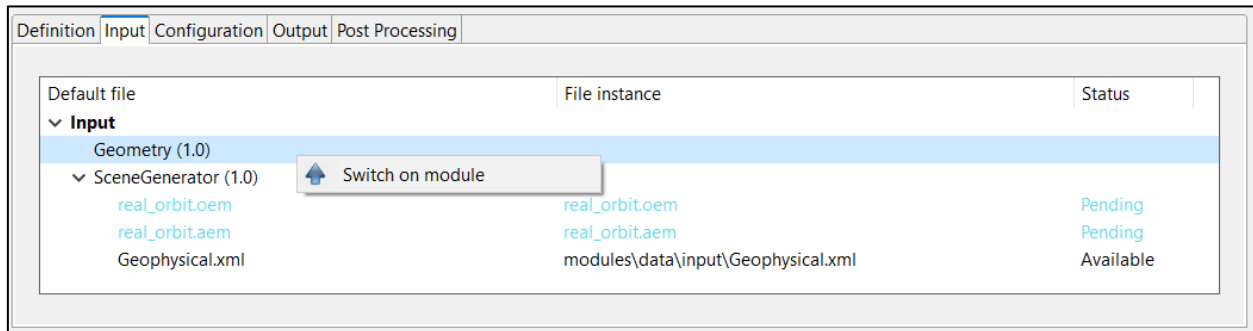 Definition Input Configuration Output Post Processing
Default file File instance Status
Input
Geometry (1.0)
Switch on module
SceneGenerator (1.0)
real_orbit.oem real_orbit.oem Pending
real_orbit.aem real_orbit.aem Pending
Geophysical.xml modules\data\input\Geophysical.xml Available